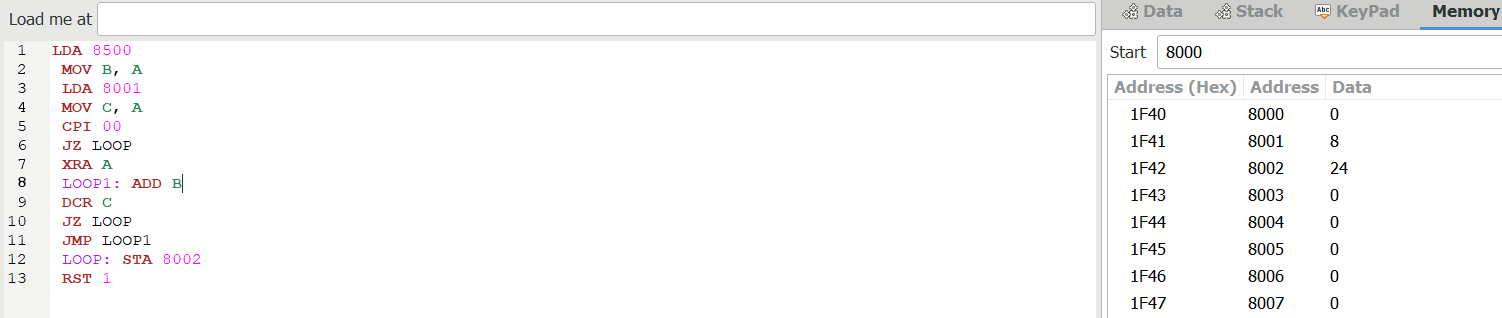 Load me at
1 LDA 8500
2 MOV B, A
3 LDA 8001
4 MOV C, A
5 CPI 00
6 JZ LOOP
7 XRA A
8 LOOP1: ADD B
9 DCR C
10 JZ LOOP
11 JMP LOOP1
12 LOOP: STA 8002
13 RST 1
Data Stack Abc KeyPad Memory
Start 8000
Address (Hex) Address Data
1F40 8000 0
1F41 8001 8
1F42 8002 24
1F43 8003 0
1F44 8004 0
1F45 8005 0
1F46 8006 0
1F47 8007 0